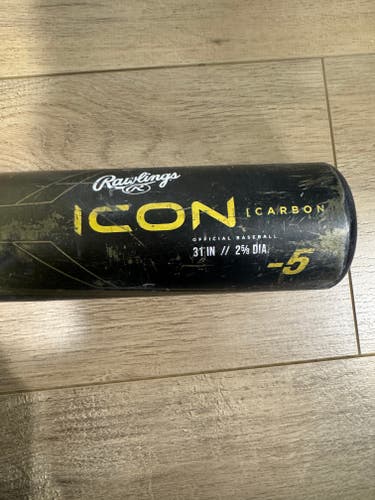 Rawlings
R
ICON [CARBON
OFFICIAL BASEBALL
31 IN // 2⅝ DIA
-5